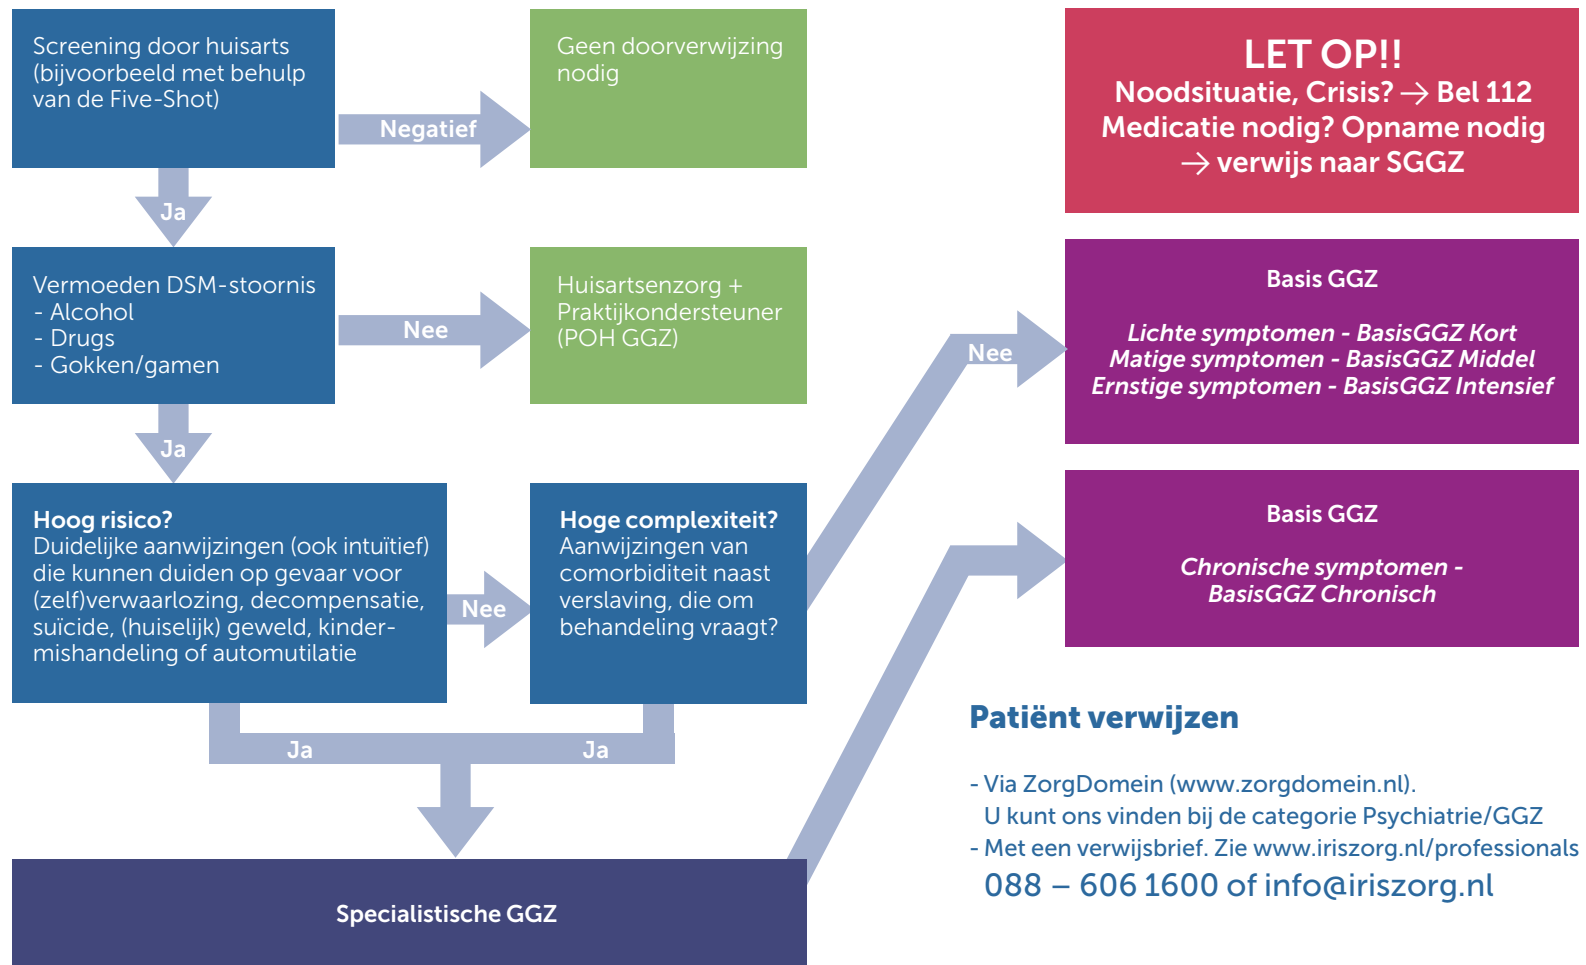 Screening door huisarts
(bijvoorbeeld met behulp
van de Five-Shot)
Negatief
Geen doorverwijzing
nodig
Ja
Vermoeden DSM-stoornis
- Alcohol
- Drugs
- Gokken/gamen
Nee
Huisartsenzorg +
Praktijkondersteuner
(POH GGZ)
Ja
Hoog risico?
Duidelijke aanwijzingen (ook intuïtief)
die kunnen duiden op gevaar voor
(zelf)verwaarlozing, decompensatie,
suïcide, (huiselijk) geweld, kinder-
mishandeling of automutilatie
Nee
Hoge complexiteit?
Aanwijzingen van
comorbiditeit naast
verslaving, die om
behandeling vraagt?
Ja
Ja
Specialistische GGZ
LET OP!!
Noodsituatie, Crisis? → Bel 112
Medicatie nodig? Opname nodig
→ verwijs naar SGGZ
Nee
Basis GGZ
Lichte symptomen - BasisGGZ Kort
Matige symptomen - BasisGGZ Middel
Ernstige symptomen - BasisGGZ Intensief
Basis GGZ
Chronische symptomen -
BasisGGZ Chronisch
Patiënt verwijzen
- Via ZorgDomein (www.zorgdomein.nl).
U kunt ons vinden bij de categorie Psychiatrie/GGZ
- Met een verwijsbrief. Zie www.iriszorg.nl/professionals
088 – 606 1600 of info@iriszorg.nl